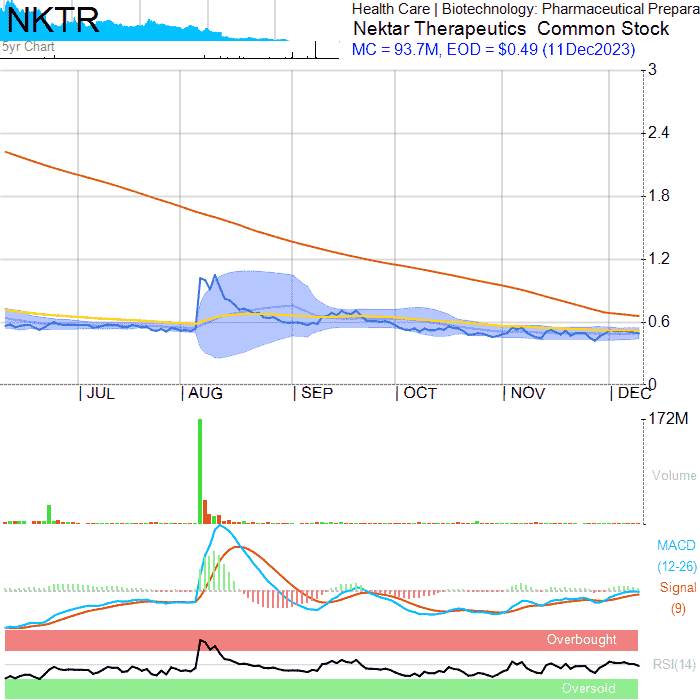 NKTR
5yr Chart
Health Care | Biotechnology: Pharmaceutical Prepara
Nektar Therapeutics Common Stock
MC = 93.7M, EOD = $0.49 (11Dec2023)
3
2.4
1.8
1.2
0.6
0
| JUL | AUG | SEP | OCT | NOV | DEC
172M
Volume
MACD
(12-26)
Signal
(9)
Overbought
RSI(14)
Oversold